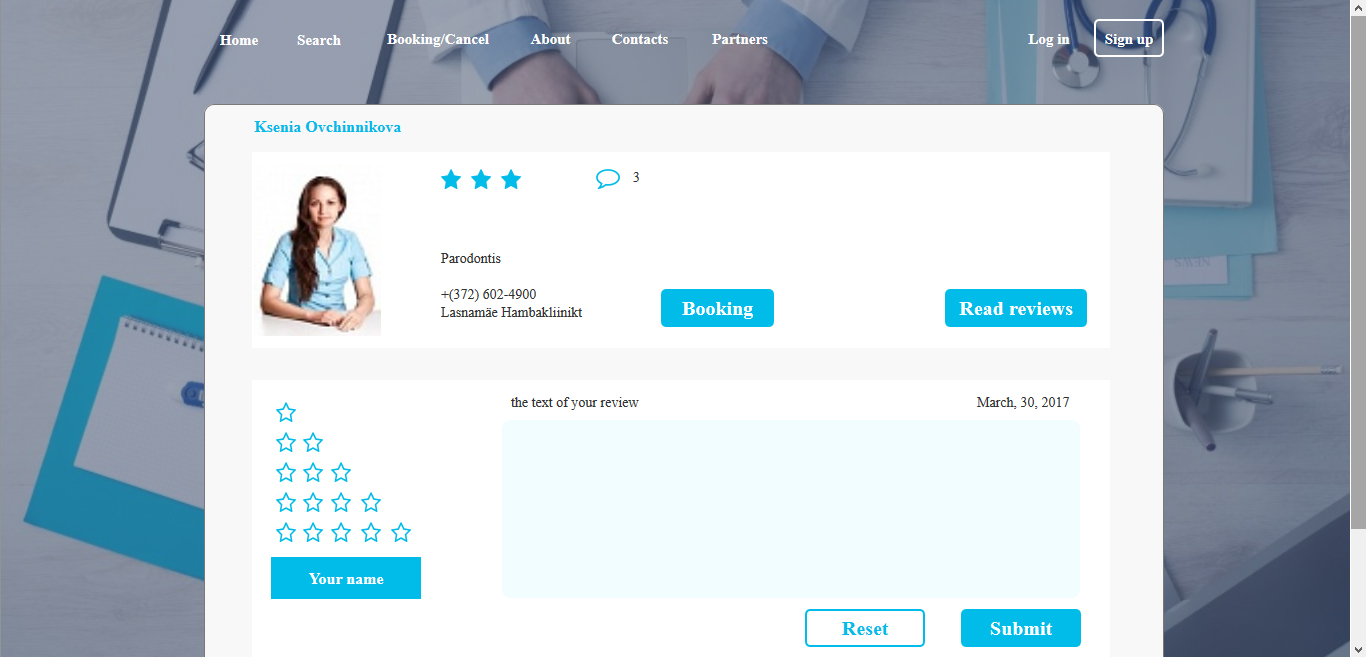 Home Search Booking/Cancel About Contacts Partners Log in Sign up
Ksenia Ovchinnikova
3
Parodontis
+(372) 602-4900
Lasnamäe Hambakliinikt
Booking Read reviews
the text of your review March, 30, 2017
Your name
Reset Submit